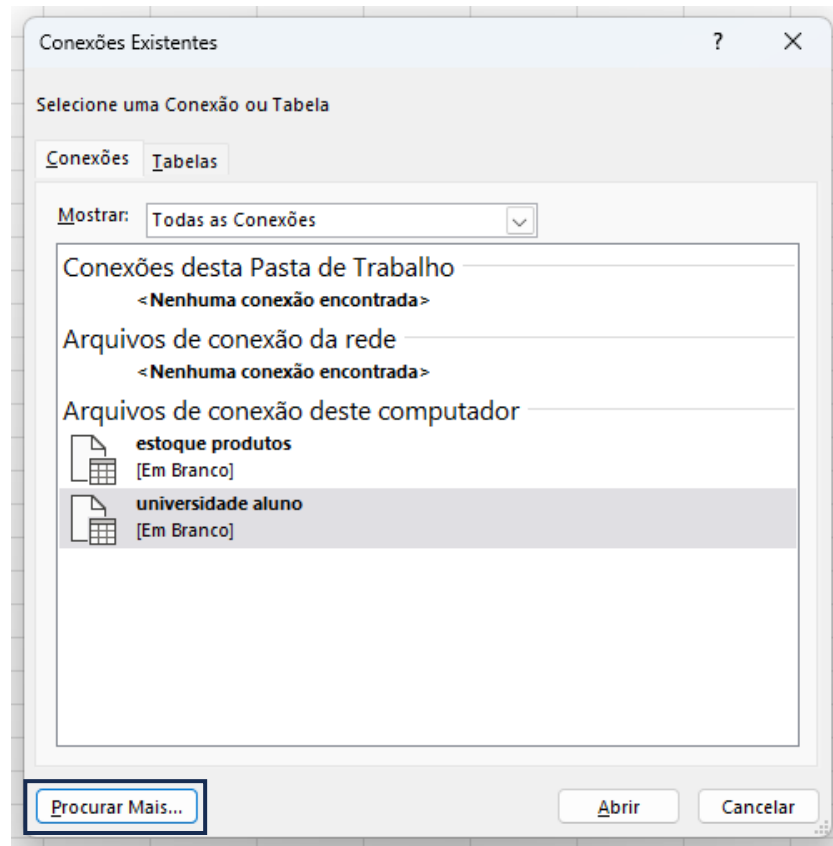 Conexões Existentes ?
Selecione uma Conexão ou Tabela
Conexões Tabelas
Mostrar: Todas as Conexões
Conexões desta Pasta de Trabalho
<Nenhuma conexão encontrada>
Arquivos de conexão da rede
<Nenhuma conexão encontrada>
Arquivos de conexão deste computador
estoque produtos
[Em Branco]
universidade aluno
[Em Branco]
Procurar Mais... Abrir Cancelar